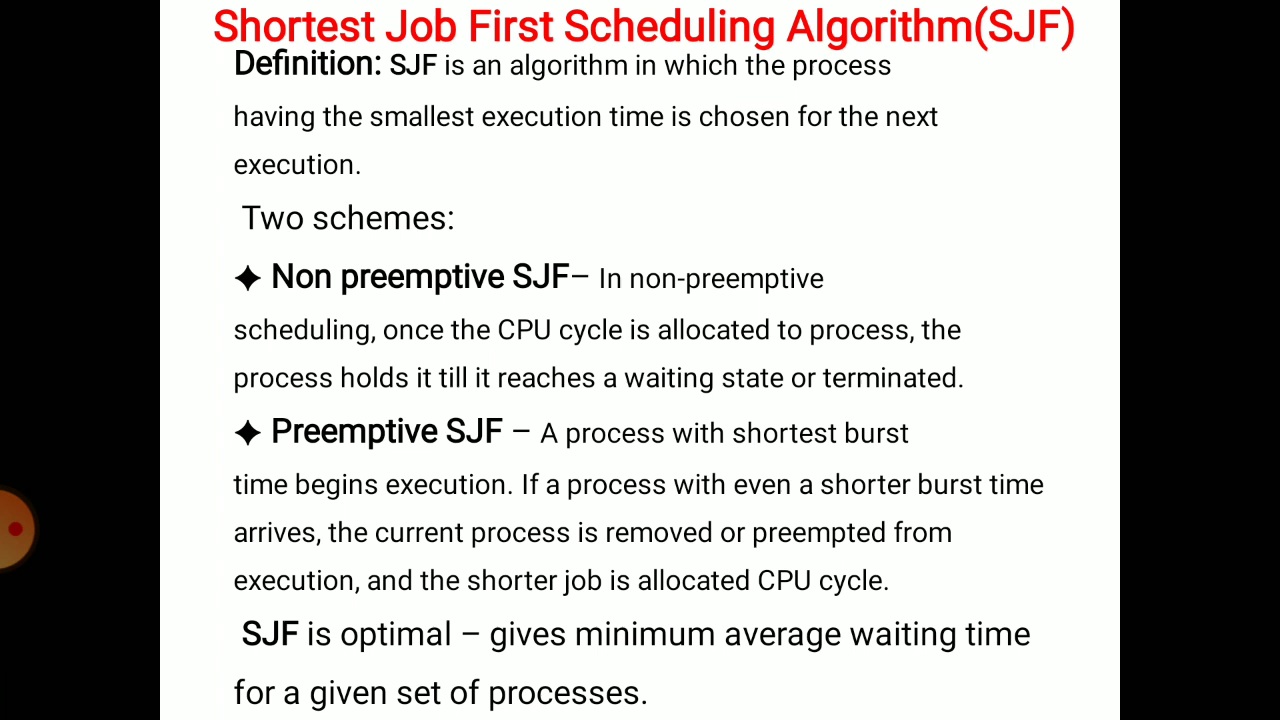 Shortest Job First Scheduling Algorithm(SJF)
Definition: SJF is an algorithm in which the process
having the smallest execution time is chosen for the next
execution.
Two schemes:
✦ Non preemptive SJF– In non-preemptive
scheduling, once the CPU cycle is allocated to process, the
process holds it till it reaches a waiting state or terminated.
✦ Preemptive SJF – A process with shortest burst
time begins execution. If a process with even a shorter burst time
arrives, the current process is removed or preempted from
execution, and the shorter job is allocated CPU cycle.
SJF is optimal – gives minimum average waiting time
for a given set of processes.